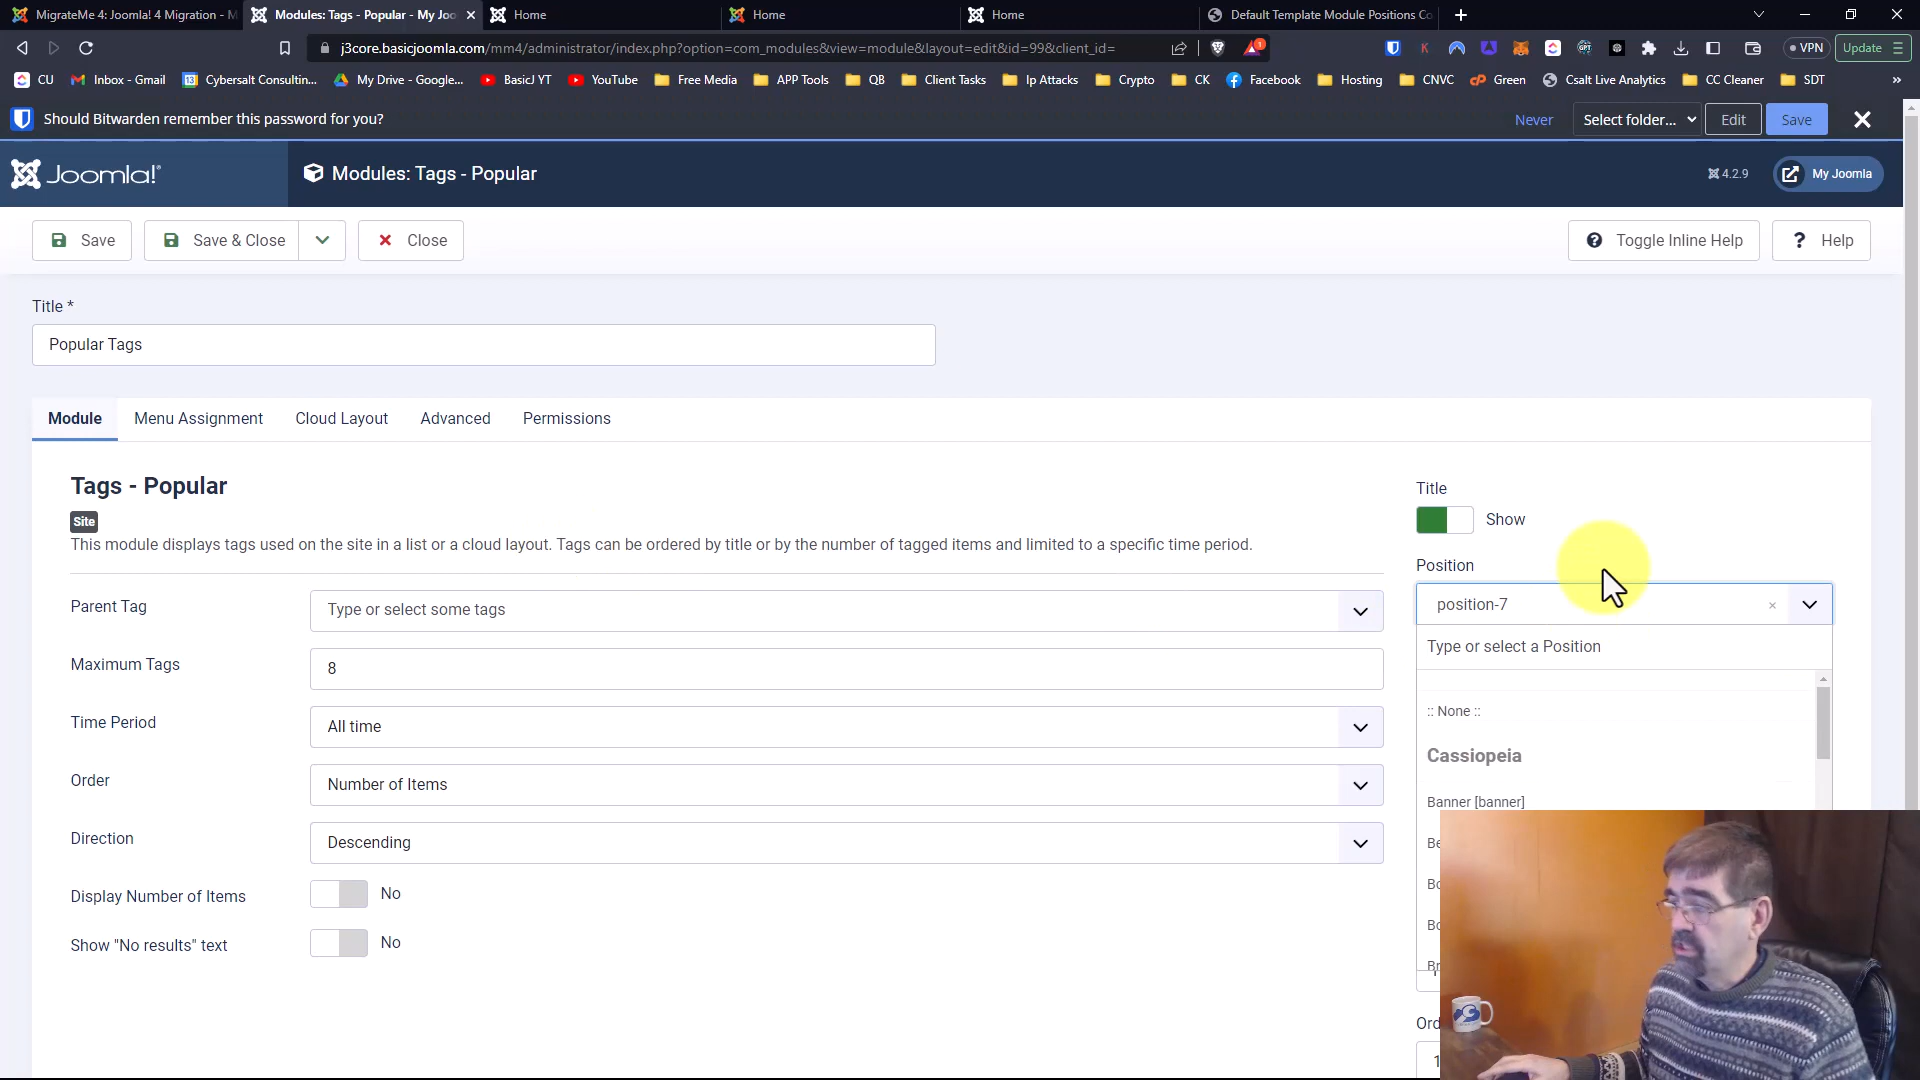 MigrateMe 4: Joomla! 4 Migration - M
Modules: Tags - Popular - My Joo
Home
Home
Home
Default Template Module Positions Co
j3core.basicjoomla.com/mm4/administrator/index.php?option=com_modules&view=module&layout=edit&id=99&client_id=
1
VPN
Update
CU
Inbox - Gmail
Cybersalt Consultin...
My Drive - Google...
BasicJ YT
YouTube
Free Media
APP Tools
QB
Client Tasks
Ip Attacks
Crypto
CK
Facebook
Hosting
CNVC
Green
Csalt Live Analytics
CC Cleaner
SDT
»
Should Bitwarden remember this password for you?
Never
Select folder...
Edit
Save
Joomla!®
Modules: Tags - Popular
4.2.9
My Joomla
Save
Save & Close
Close
Toggle Inline Help
Help
Title *
Popular Tags
Module
Menu Assignment
Cloud Layout
Advanced
Permissions
Tags - Popular
Site
This module displays tags used on the site in a list or a cloud layout. Tags can be ordered by title or by the number of tagged items and limited to a specific time period.
Parent Tag
Type or select some tags
Maximum Tags
8
Time Period
All time
Order
Number of Items
Direction
Descending
Display Number of Items
No
Show "No results" text
No
Title
Show
Position
position-7
Type or select a Position
:: None ::
Cassiopeia
Banner [banner]
Ord
1